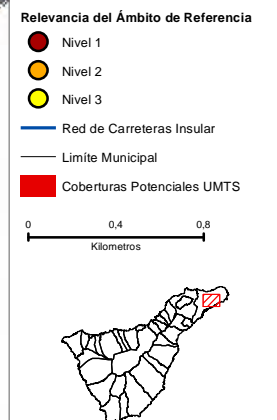 Relevancia del Ámbito de Referencia
Nivel 1
Nivel 2
Nivel 3
Red de Carreteras Insular
Limíte Municipal
Coberturas Potenciales UMTS
0 0,4 0,8
Kilometros